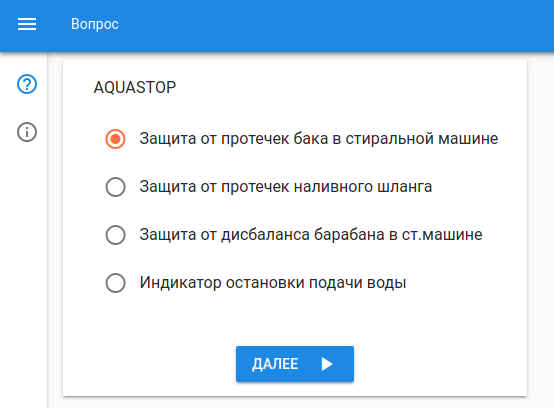 Вопрос
AQUASTOP
Защита от протечек бака в стиральной машине
Защита от протечек наливного шланга
Защита от дисбаланса барабана в ст.машине
Индикатор остановки подачи воды
ДАЛЕЕ